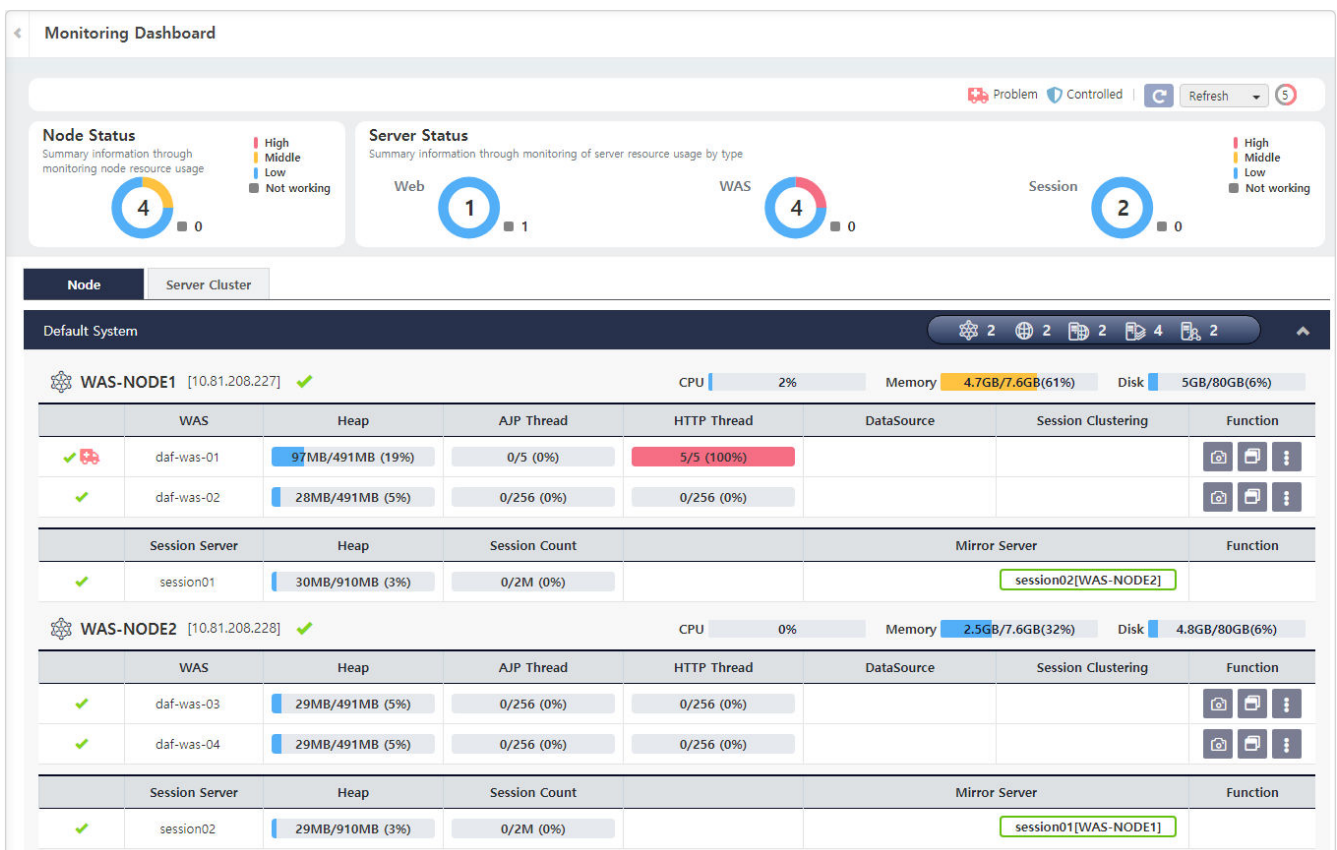 Monitoring Dashboard
Problem Controlled Refresh 5
Node Status
Summary information through
monitoring node resource usage
High
Middle
Low
Not working
4
0
Server Status
Summary information through monitoring of server resource usage by type
Web
1
1
WAS
4
0
Session
2
0
High
Middle
Low
Not working
Node Server Cluster
Default System 2 2 2 4 2
WAS-NODE1 [10.81.208.227] CPU 2% Memory 4.7GB/7.6GB(61%) Disk 5GB/80GB(6%)
WAS Heap AJP Thread HTTP Thread DataSource Session Clustering Function
daf-was-01 97MB/491MB (19%) 0/5 (0%) 5/5 (100%)
daf-was-02 28MB/491MB (5%) 0/256 (0%) 0/256 (0%)
Session Server Heap Session Count Mirror Server Function
session01 30MB/910MB (3%) 0/2M (0%) session02[WAS-NODE2]
WAS-NODE2 [10.81.208.228] CPU 0% Memory 2.5GB/7.6GB(32%) Disk 4.8GB/80GB(6%)
WAS Heap AJP Thread HTTP Thread DataSource Session Clustering Function
daf-was-03 29MB/491MB (5%) 0/256 (0%) 0/256 (0%)
daf-was-04 29MB/491MB (5%) 0/256 (0%) 0/256 (0%)
Session Server Heap Session Count Mirror Server Function
session02 29MB/910MB (3%) 0/2M (0%) session01[WAS-NODE1]